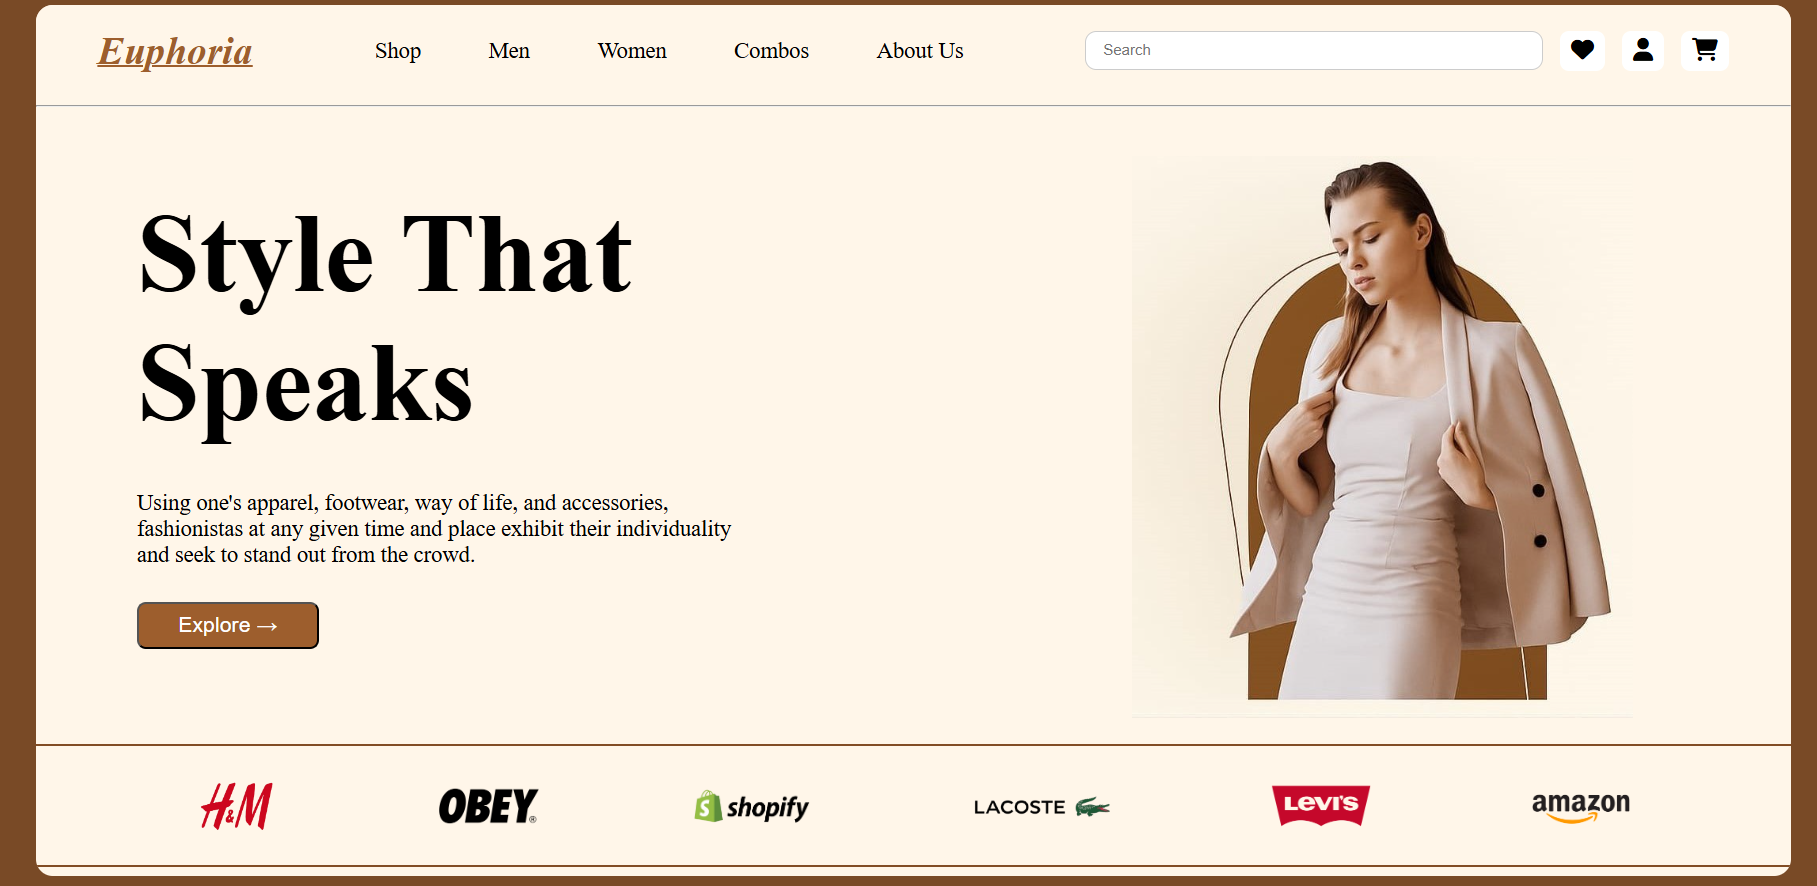 Euphoria
Shop
Men
Women
Combos
About Us
Search
Style That
Speaks
Using one's apparel, footwear, way of life, and accessories,
fashionistas at any given time and place exhibit their individuality
and seek to stand out from the crowd.
Explore →
H&M
OBEY®
S shopify
LACOSTE
LEVI'S
amazon